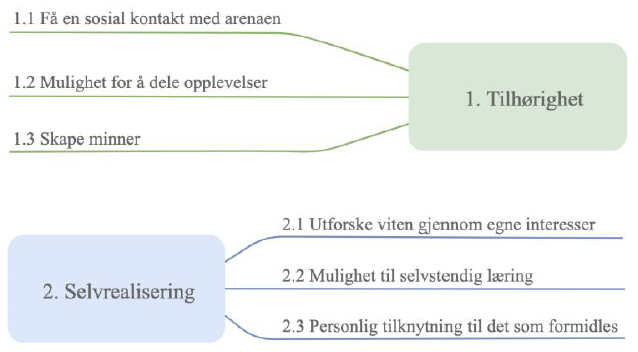 1.1 Få en sosial kontakt med arenaen
1.2 Mulighet for å dele opplevelser
1. Tilhørighet
1.3 Skape minner
2.1 Utforske viten gjennom egne interesser
2. Selvrealisering
2.2 Mulighet til selvstendig læring
2.3 Personlig tilknytning til det som formidles